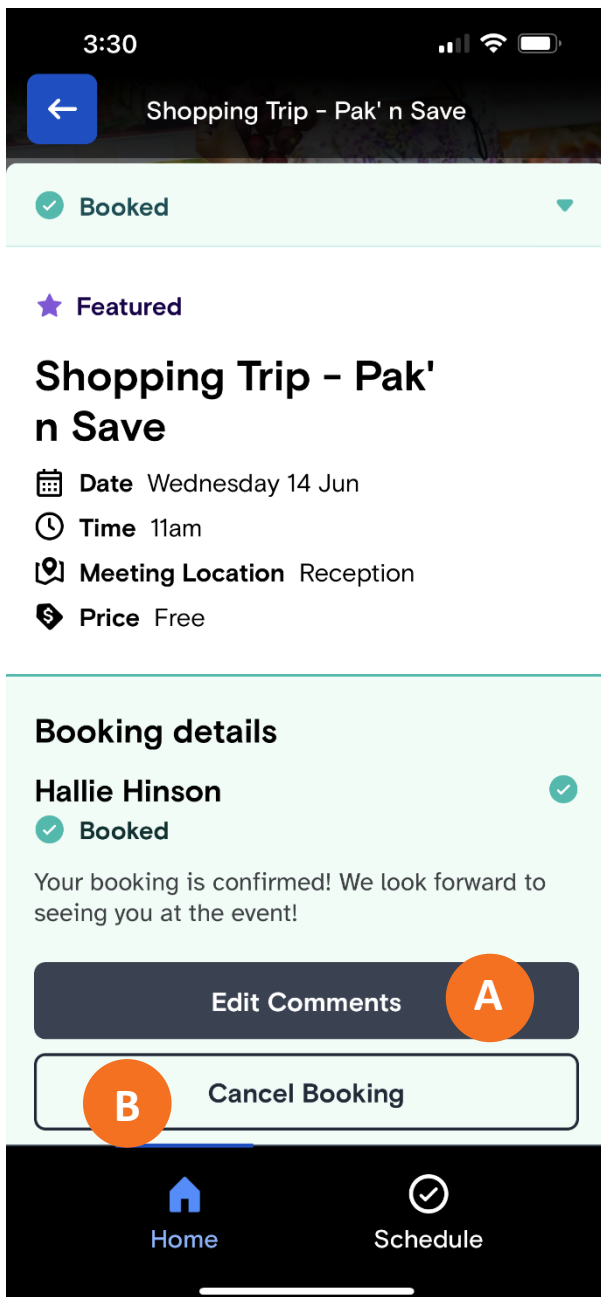 3:30
Shopping Trip - Pak' n Save
Booked
Featured
Shopping Trip - Pak'
n Save
Date Wednesday 14 Jun
Time 11am
Meeting Location Reception
Price Free
Booking details
Hallie Hinson
Booked
Your booking is confirmed! We look forward to
seeing you at the event!
Edit Comments A
B Cancel Booking
Home Schedule